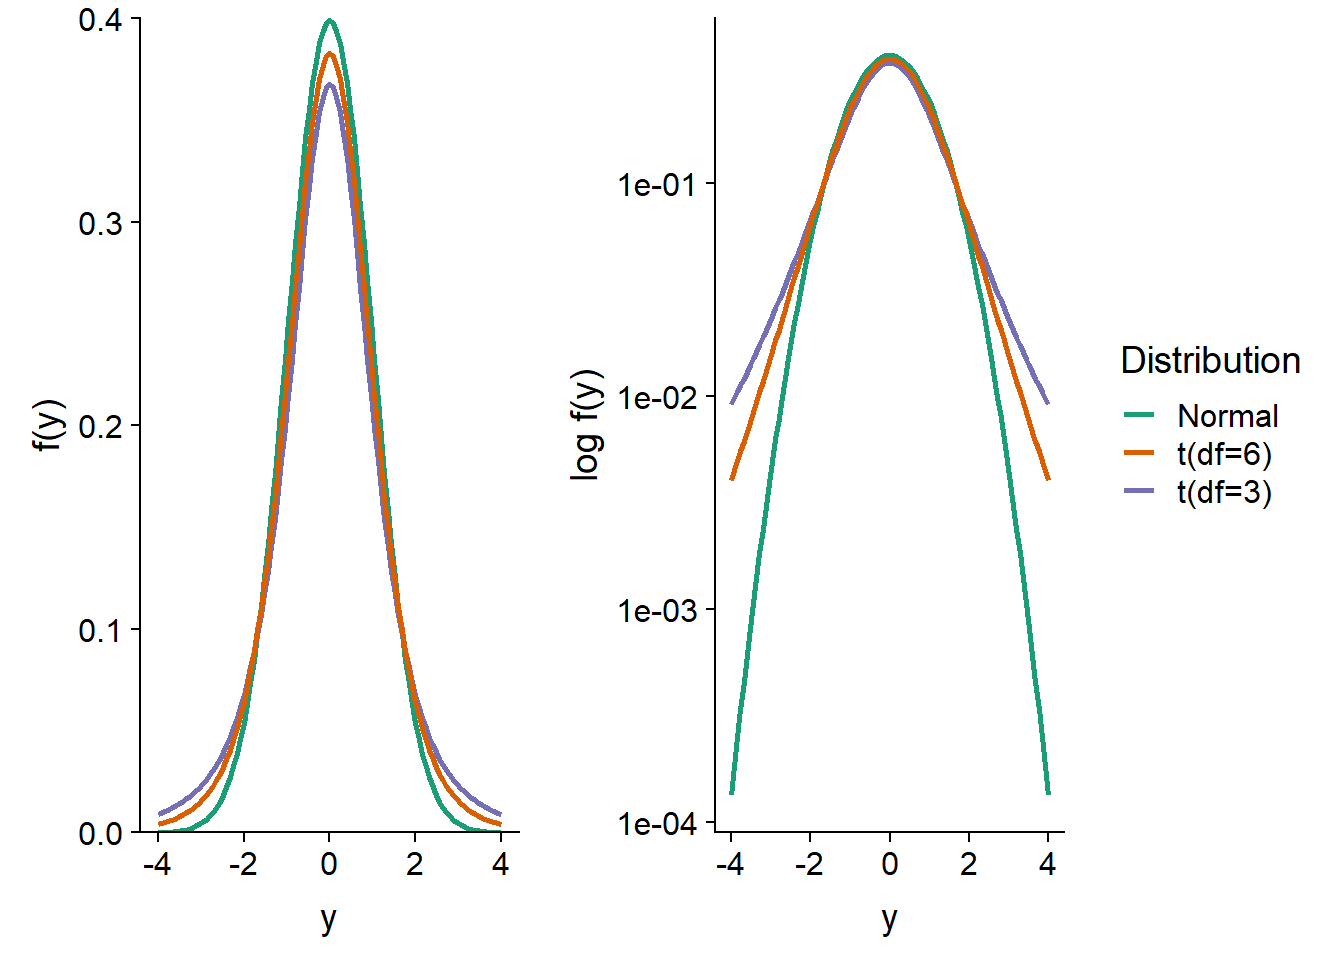 0.4
0.3
0.2
0.1
0.0
f(y)
-4 -2 0 2 4
y
1e-01
1e-02
1e-03
1e-04
log f(y)
-4 -2 0 2 4
y
Distribution
Normal
t(df=6)
t(df=3)